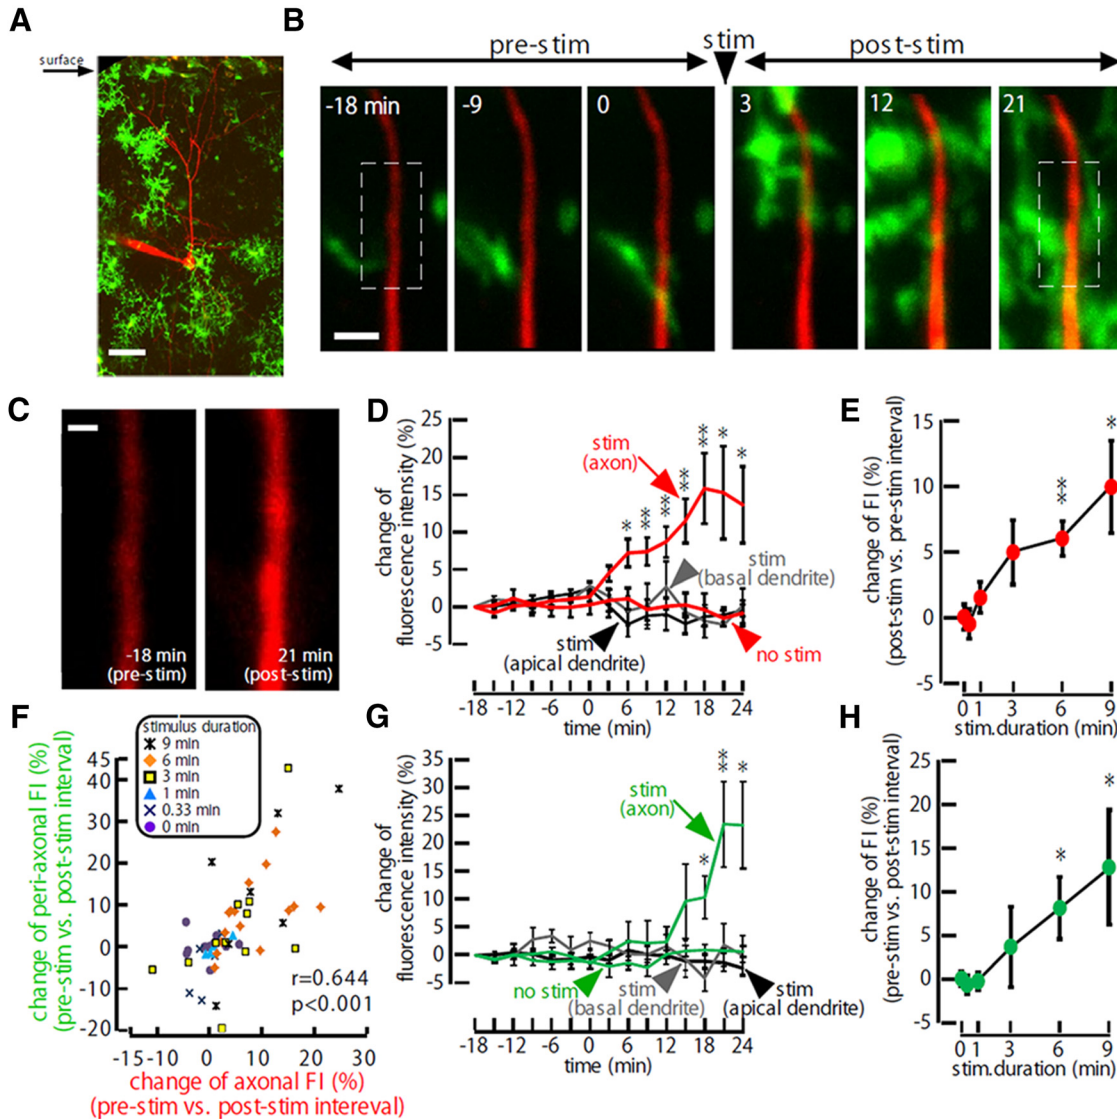 A
surface
B
pre-stim
stim
post-stim
-18 min
-9
0
3
12
21
C
-18 min
(pre-stim)
21 min
(post-stim)
D
change of
fluorescence intensity (%)
25
20
15
10
5
0
-5
stim
(axon)
*
***
***
***
**
*
*
stim
(basal dendrite)
stim
(apical dendrite)
no stim
-18 -12 -6 0 6 12 18 24
time (min)
E
change of FI (%)
(post-stim vs. pre-stim interval)
15
10
5
0
-5
**
*
0 1 3 6 9
stim.duration (min)
F
change of peri-axonal FI (%)
(pre-stim vs. post-stim interval)
45
40
30
20
10
0
-10
-20
stimulus duration
9 min
6 min
3 min
1 min
0.33 min
0 min
r=0.644
p<0.001
-15 -10 0 10 20 30
change of axonal FI (%)
(pre-stim vs. post-stim intereval)
G
change of
fluorescence intensity (%)
35
30
25
20
15
10
5
0
-5
stim
(axon)
*
**
*
no stim
stim
(basal dendrite)
stim
(apical dendrite)
-18 -12 -6 0 6 12 18 24
time (min)
H
change of FI (%)
(pre-stim vs. post-stim interval)
25
20
15
10
5
0
-5
*
*
0 1 3 6 9
stim.duration (min)